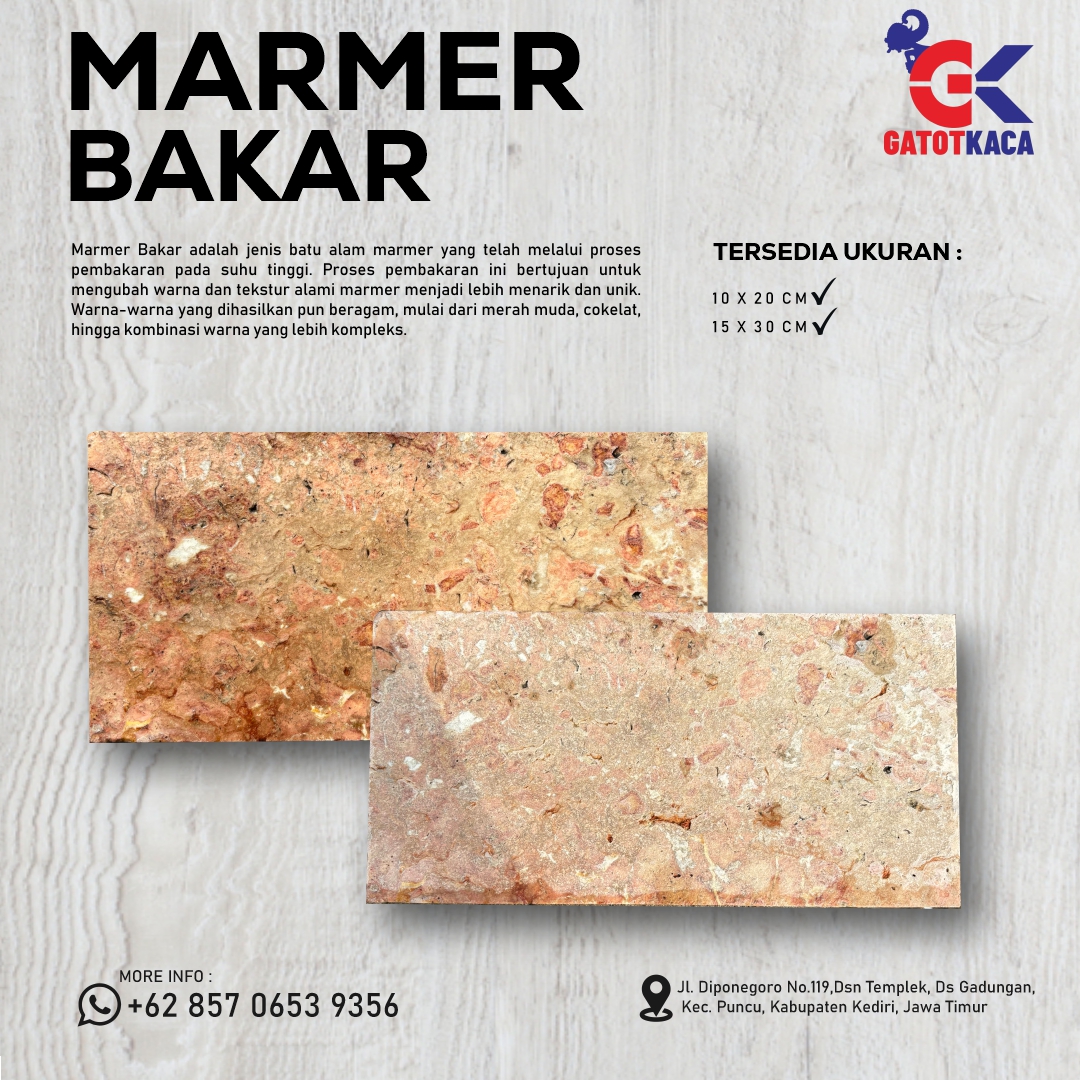 MARMER
BAKAR
GATOTKACA
Marmer Bakar adalah jenis batu alam marmer yang telah melalui proses
pembakaran pada suhu tinggi. Proses pembakaran ini bertujuan untuk
mengubah warna dan tekstur alami marmer menjadi lebih menarik dan unik.
Warna-warna yang dihasilkan pun beragam, mulai dari merah muda, cokelat,
hingga kombinasi warna yang lebih kompleks.
TERSEDIA UKURAN :
10 X 20 CM
15 X 30 CM
MORE INFO :
+62 857 0653 9356
Jl. Diponegoro No.119,Dsn Templek, Ds Gadungan,
Kec. Puncu, Kabupaten Kediri, Jawa Timur